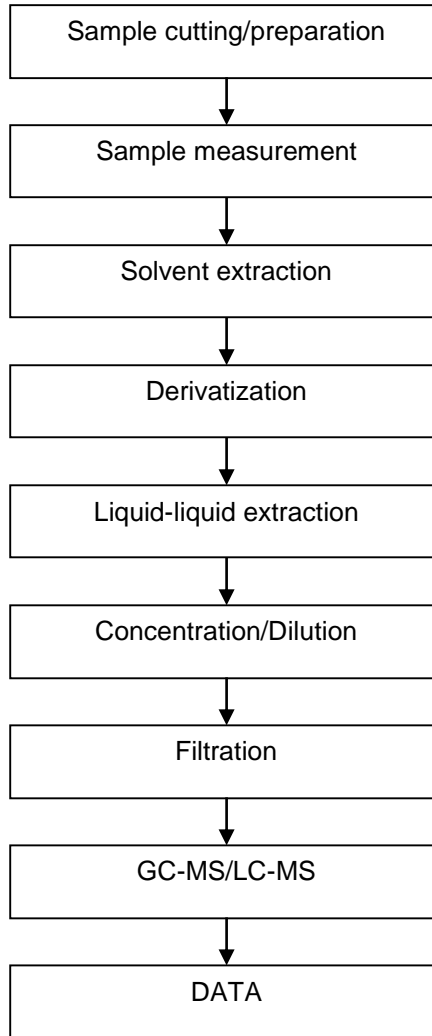 Sample cutting/preparation
Sample measurement
Solvent extraction
Derivatization
Liquid-liquid extraction
Concentration/Dilution
Filtration
GC-MS/LC-MS
DATA